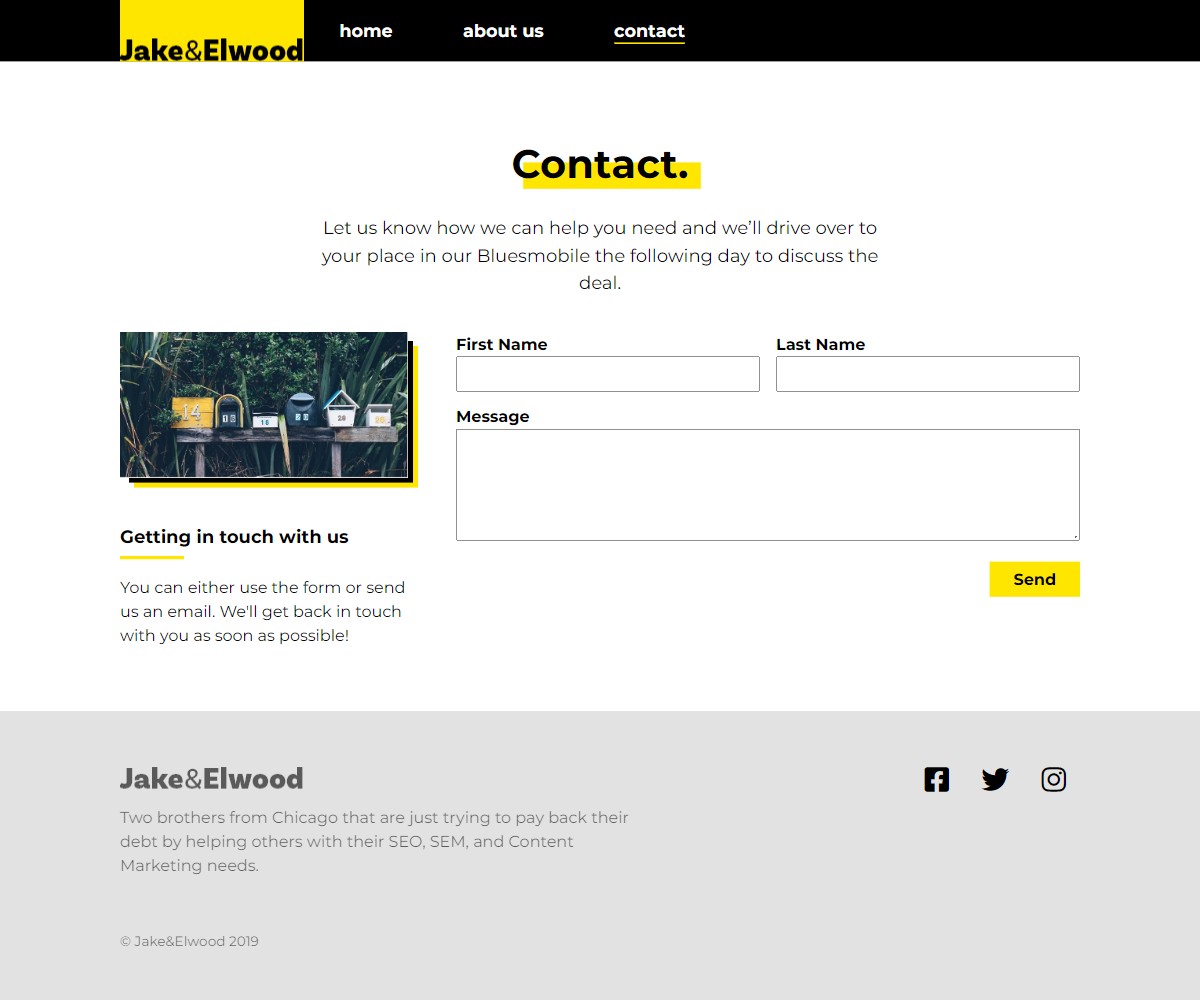 Jake&Elwood
home
about us
contact
Contact.
Let us know how we can help you need and we’ll drive over to
your place in our Bluesmobile the following day to discuss the
deal.
14
16
18
20
First Name
Last Name
Message
Getting in touch with us
You can either use the form or send
us an email. We'll get back in touch
with you as soon as possible!
Send
Jake&Elwood
Two brothers from Chicago that are just trying to pay back their
debt by helping others with their SEO, SEM, and Content
Marketing needs.
© Jake&Elwood 2019